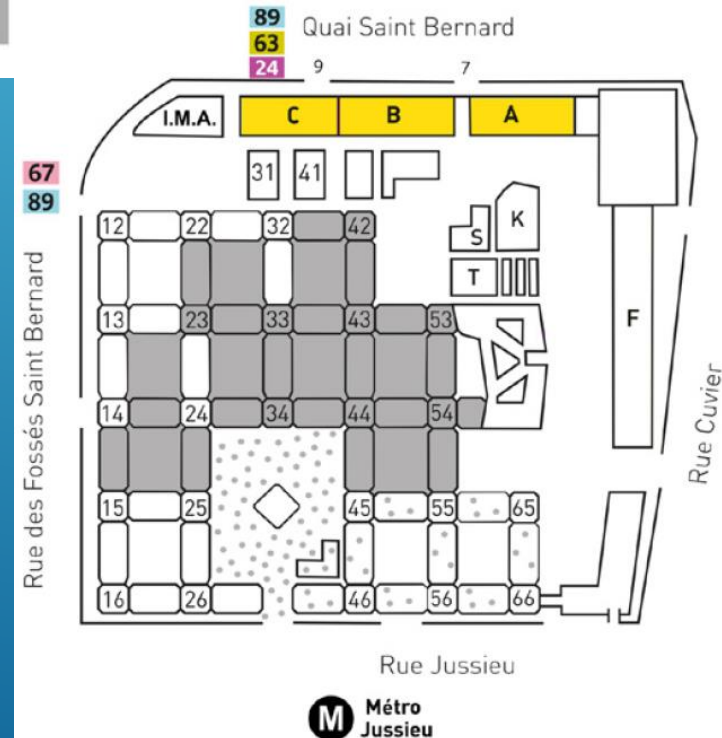 89
63
24
Quai Saint Bernard
9
7
I.M.A.
C
B
A
67
89
31
41
12
22
32
42
S
K
T
13
23
33
43
53
F
14
24
34
44
54
15
25
45
55
65
16
26
46
56
66
Rue des Fossés Saint Bernard
Rue Cuvier
Rue Jussieu
M
Métro
Jussieu